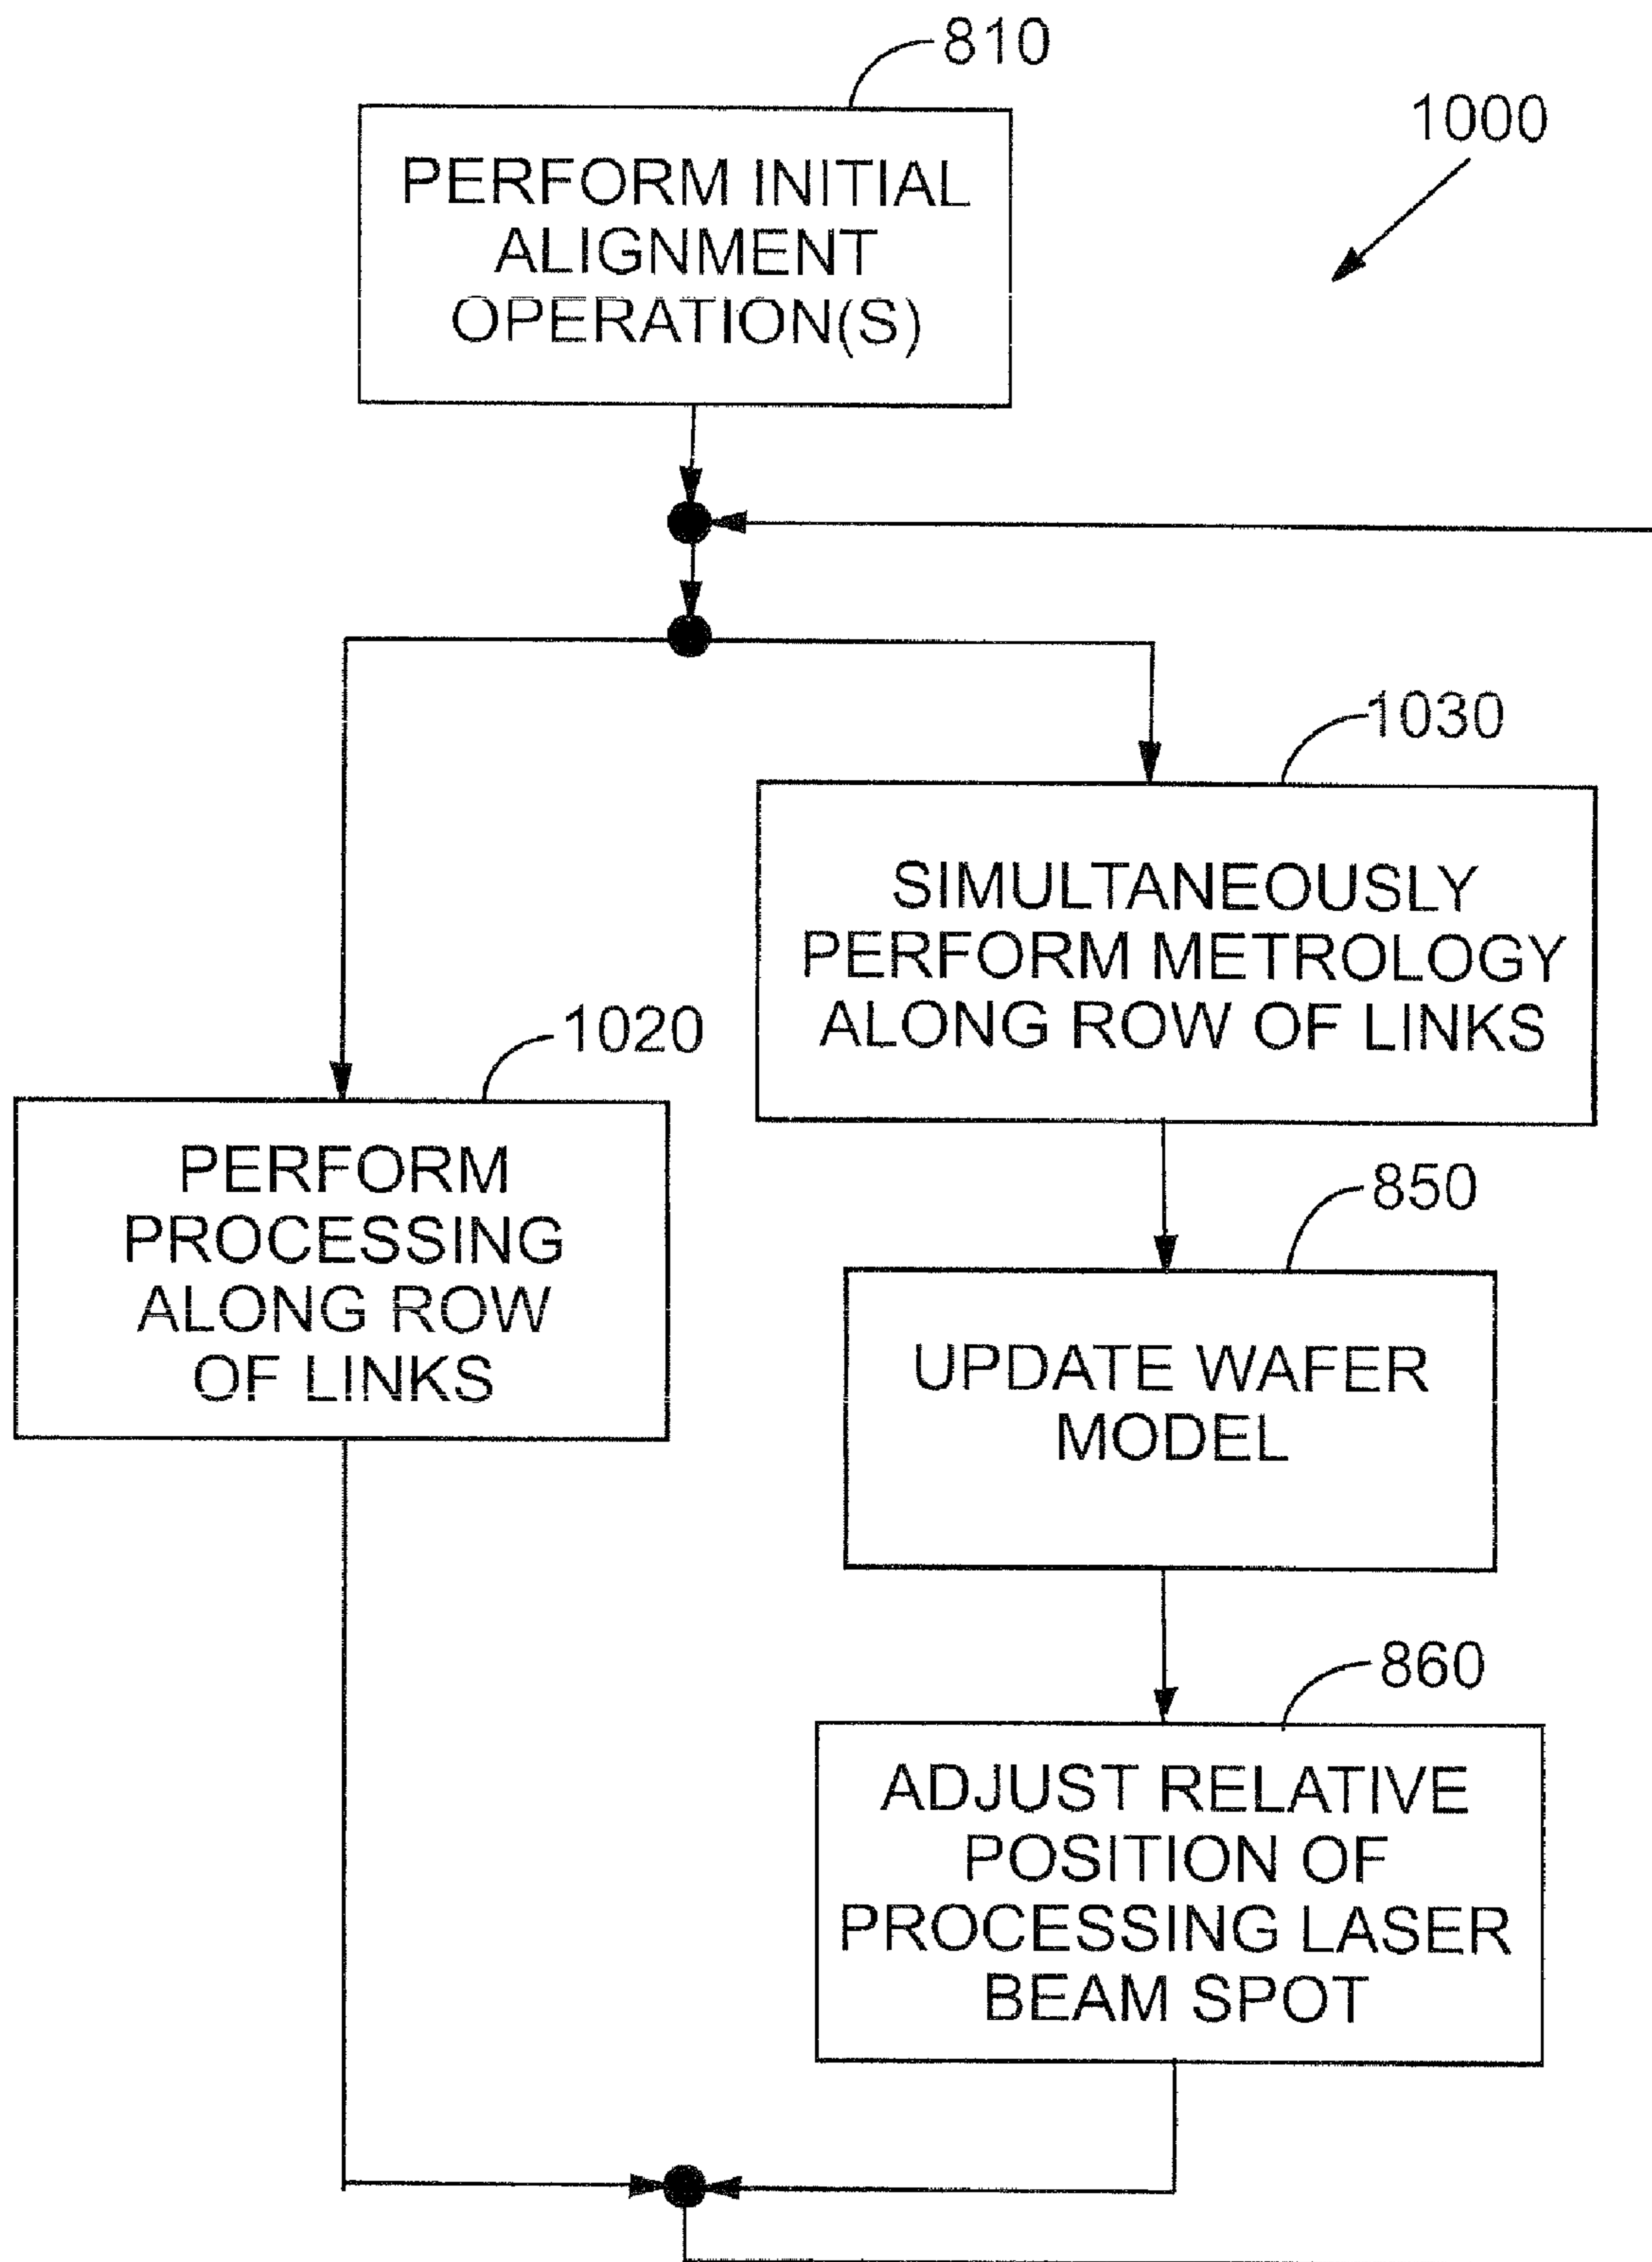 810
1000
PERFORM INITIAL
ALIGNMENT
OPERATION(S)
1030
SIMULTANEOUSLY
PERFORM METROLOGY
ALONG ROW OF LINKS
1020
PERFORM
PROCESSING
ALONG ROW
OF LINKS
850
UPDATE WAFER
MODEL
860
ADJUST RELATIVE
POSITION OF
PROCESSING LASER
BEAM SPOT